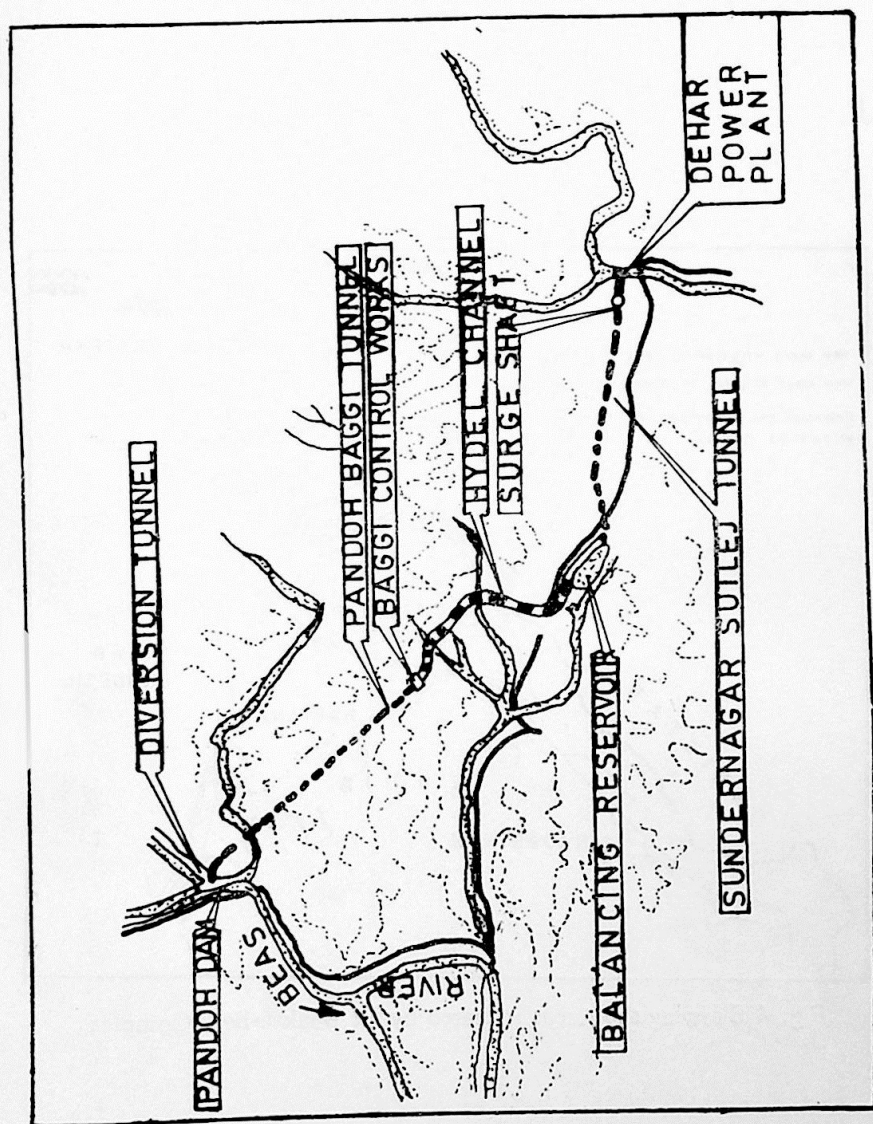 DIVERSION TUNNEL
PANDOH DAM
BEAS
RIVER
PANDOH BAGGI TUNNEL
BAGGI CONTROL WORKS
HYDEL CHANNEL
SURGE SHAFT
BALANCING RESERVOIR
SUNDERNAGAR SUTLEJ TUNNEL
DEHAR
POWER
PLANT